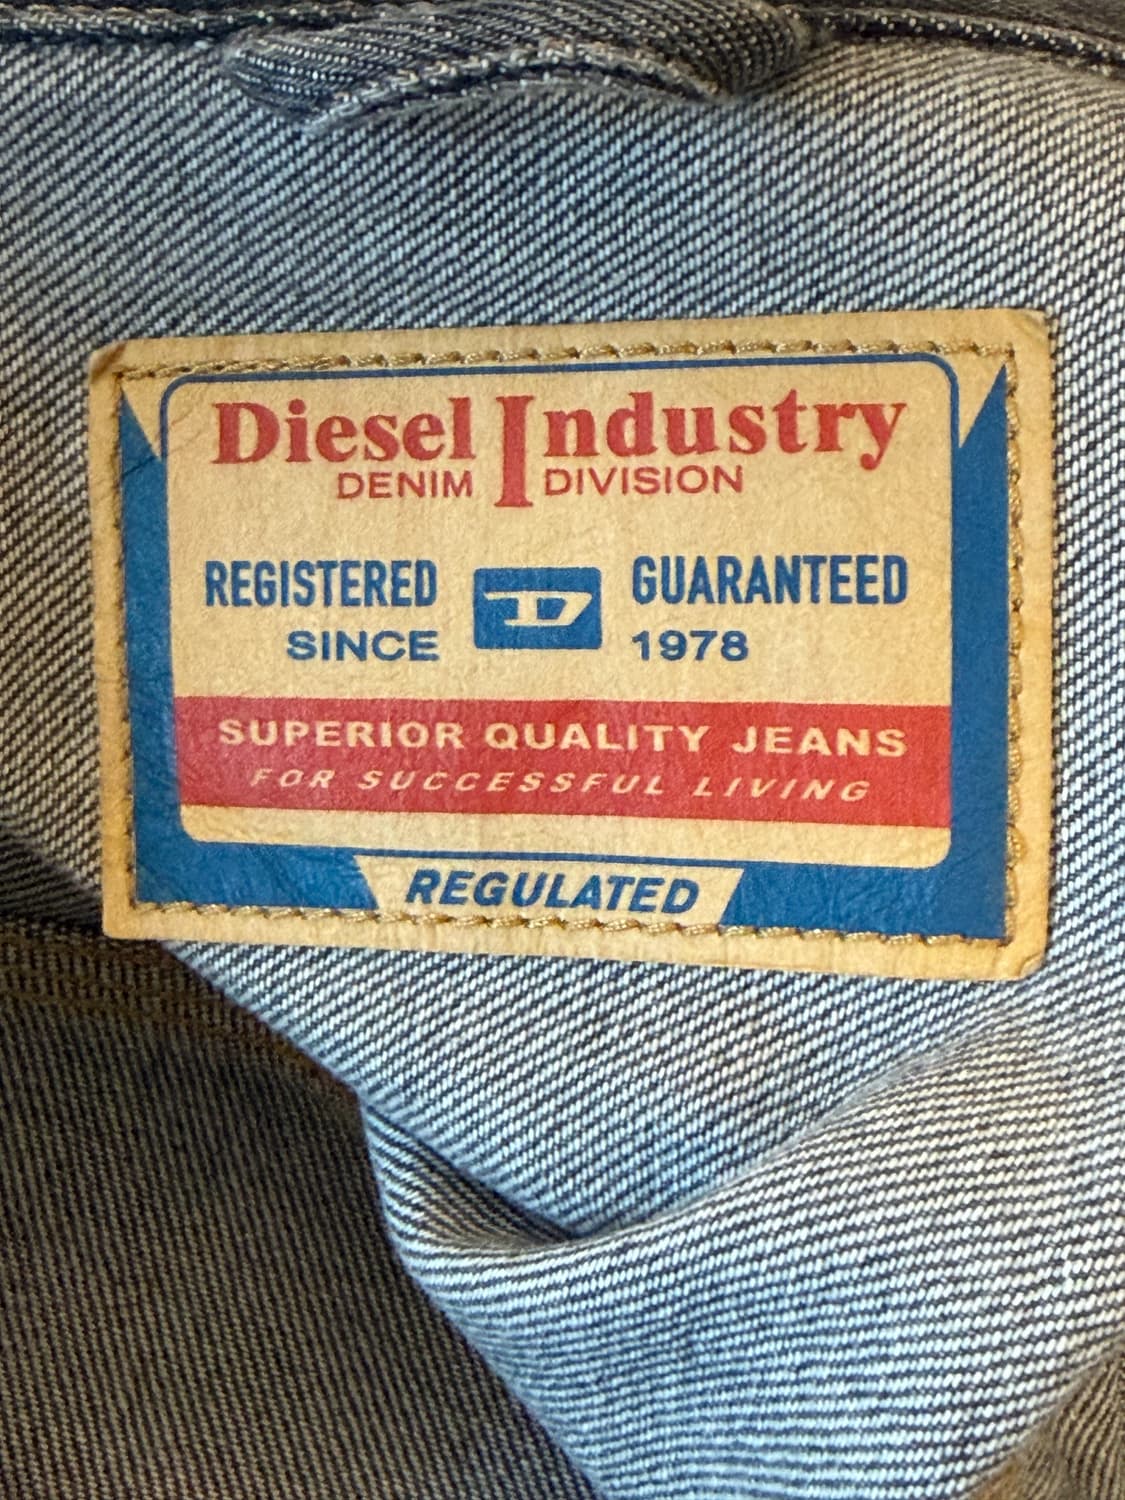 Diesel Industry
DENIM DIVISION
REGISTERED D GUARANTEED
SINCE 1978
SUPERIOR QUALITY JEANS
FOR SUCCESSFUL LIVING
REGULATED